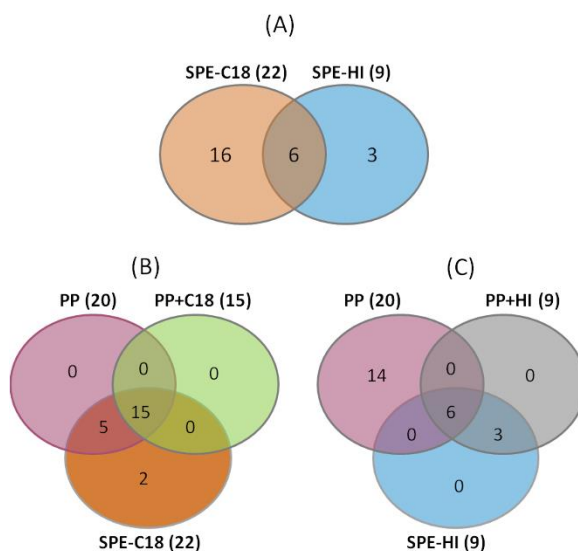 (A)
SPE-C18 (22) SPE-HI (9)
16 6 3
(B) (C)
PP (20) PP+C18 (15) PP (20) PP+HI (9)
0 0 0 14 0 0
15 6
5 0 0 3
2 0
SPE-C18 (22) SPE-HI (9)